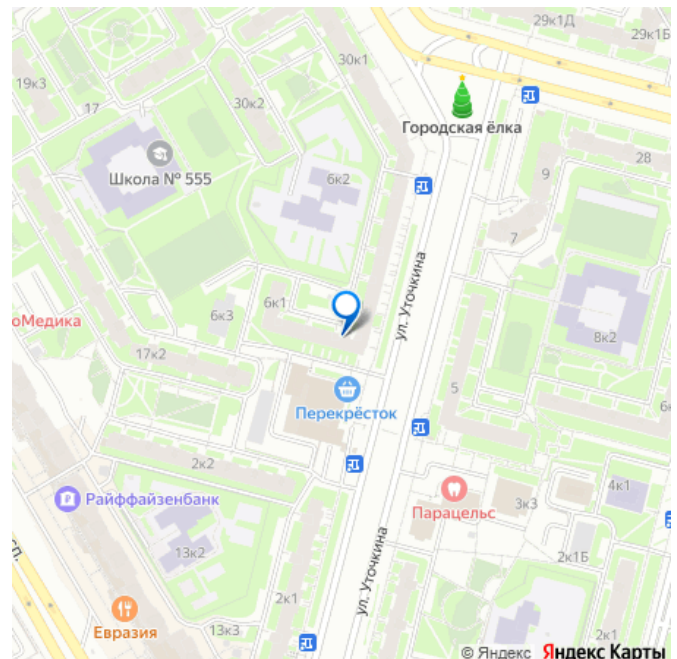 29к1Д
29к1Б
30к1
19к3
17
30к2
Городская ёлка
Школа № 555
6к2
28
9
7
ул. Уточкина
6к1
6к3
оМедика
8к2
17к2
5
Перекрёсток
6к
2к2
Райффайзенбанк
Парацельс
3к3
4к1
13к2
ул. Уточкина
2к1Б
сп.
2к1
Евразия
13к3
2к1
© Яндекс Яндекс Карты